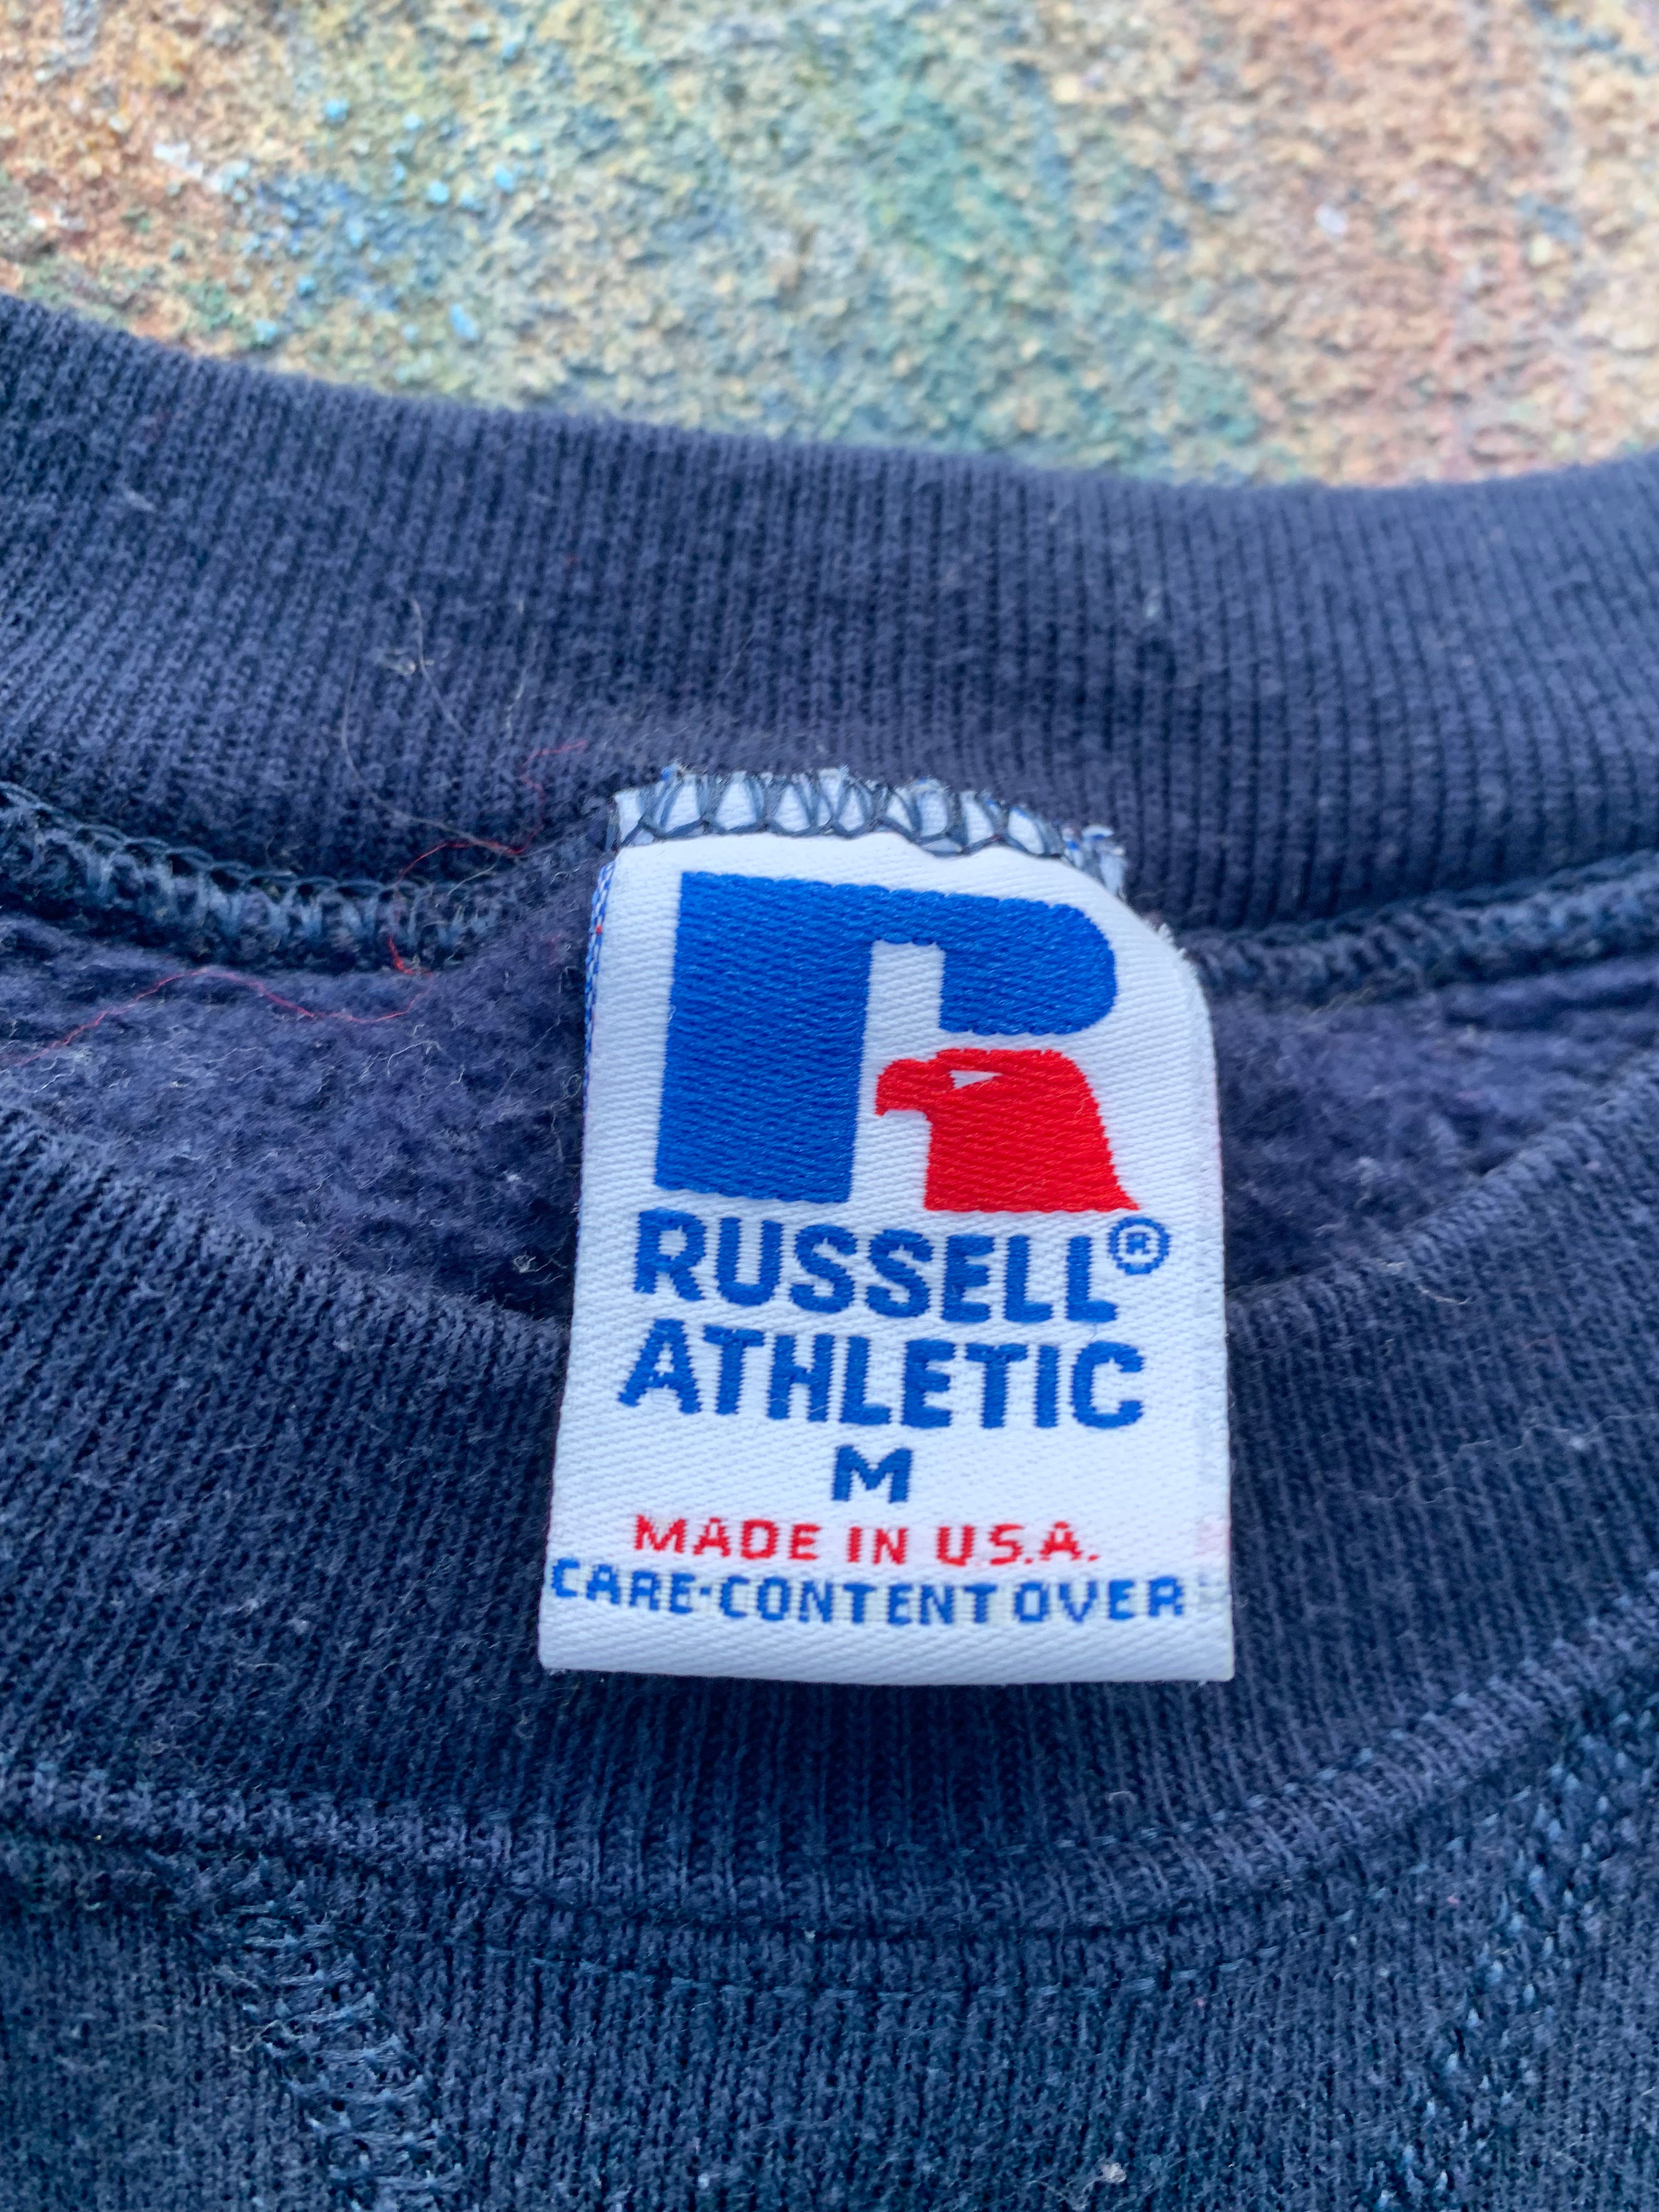 RUSSELL®
ATHLETIC
M
MADE IN U.S.A.
CARE-CONTENT OVER